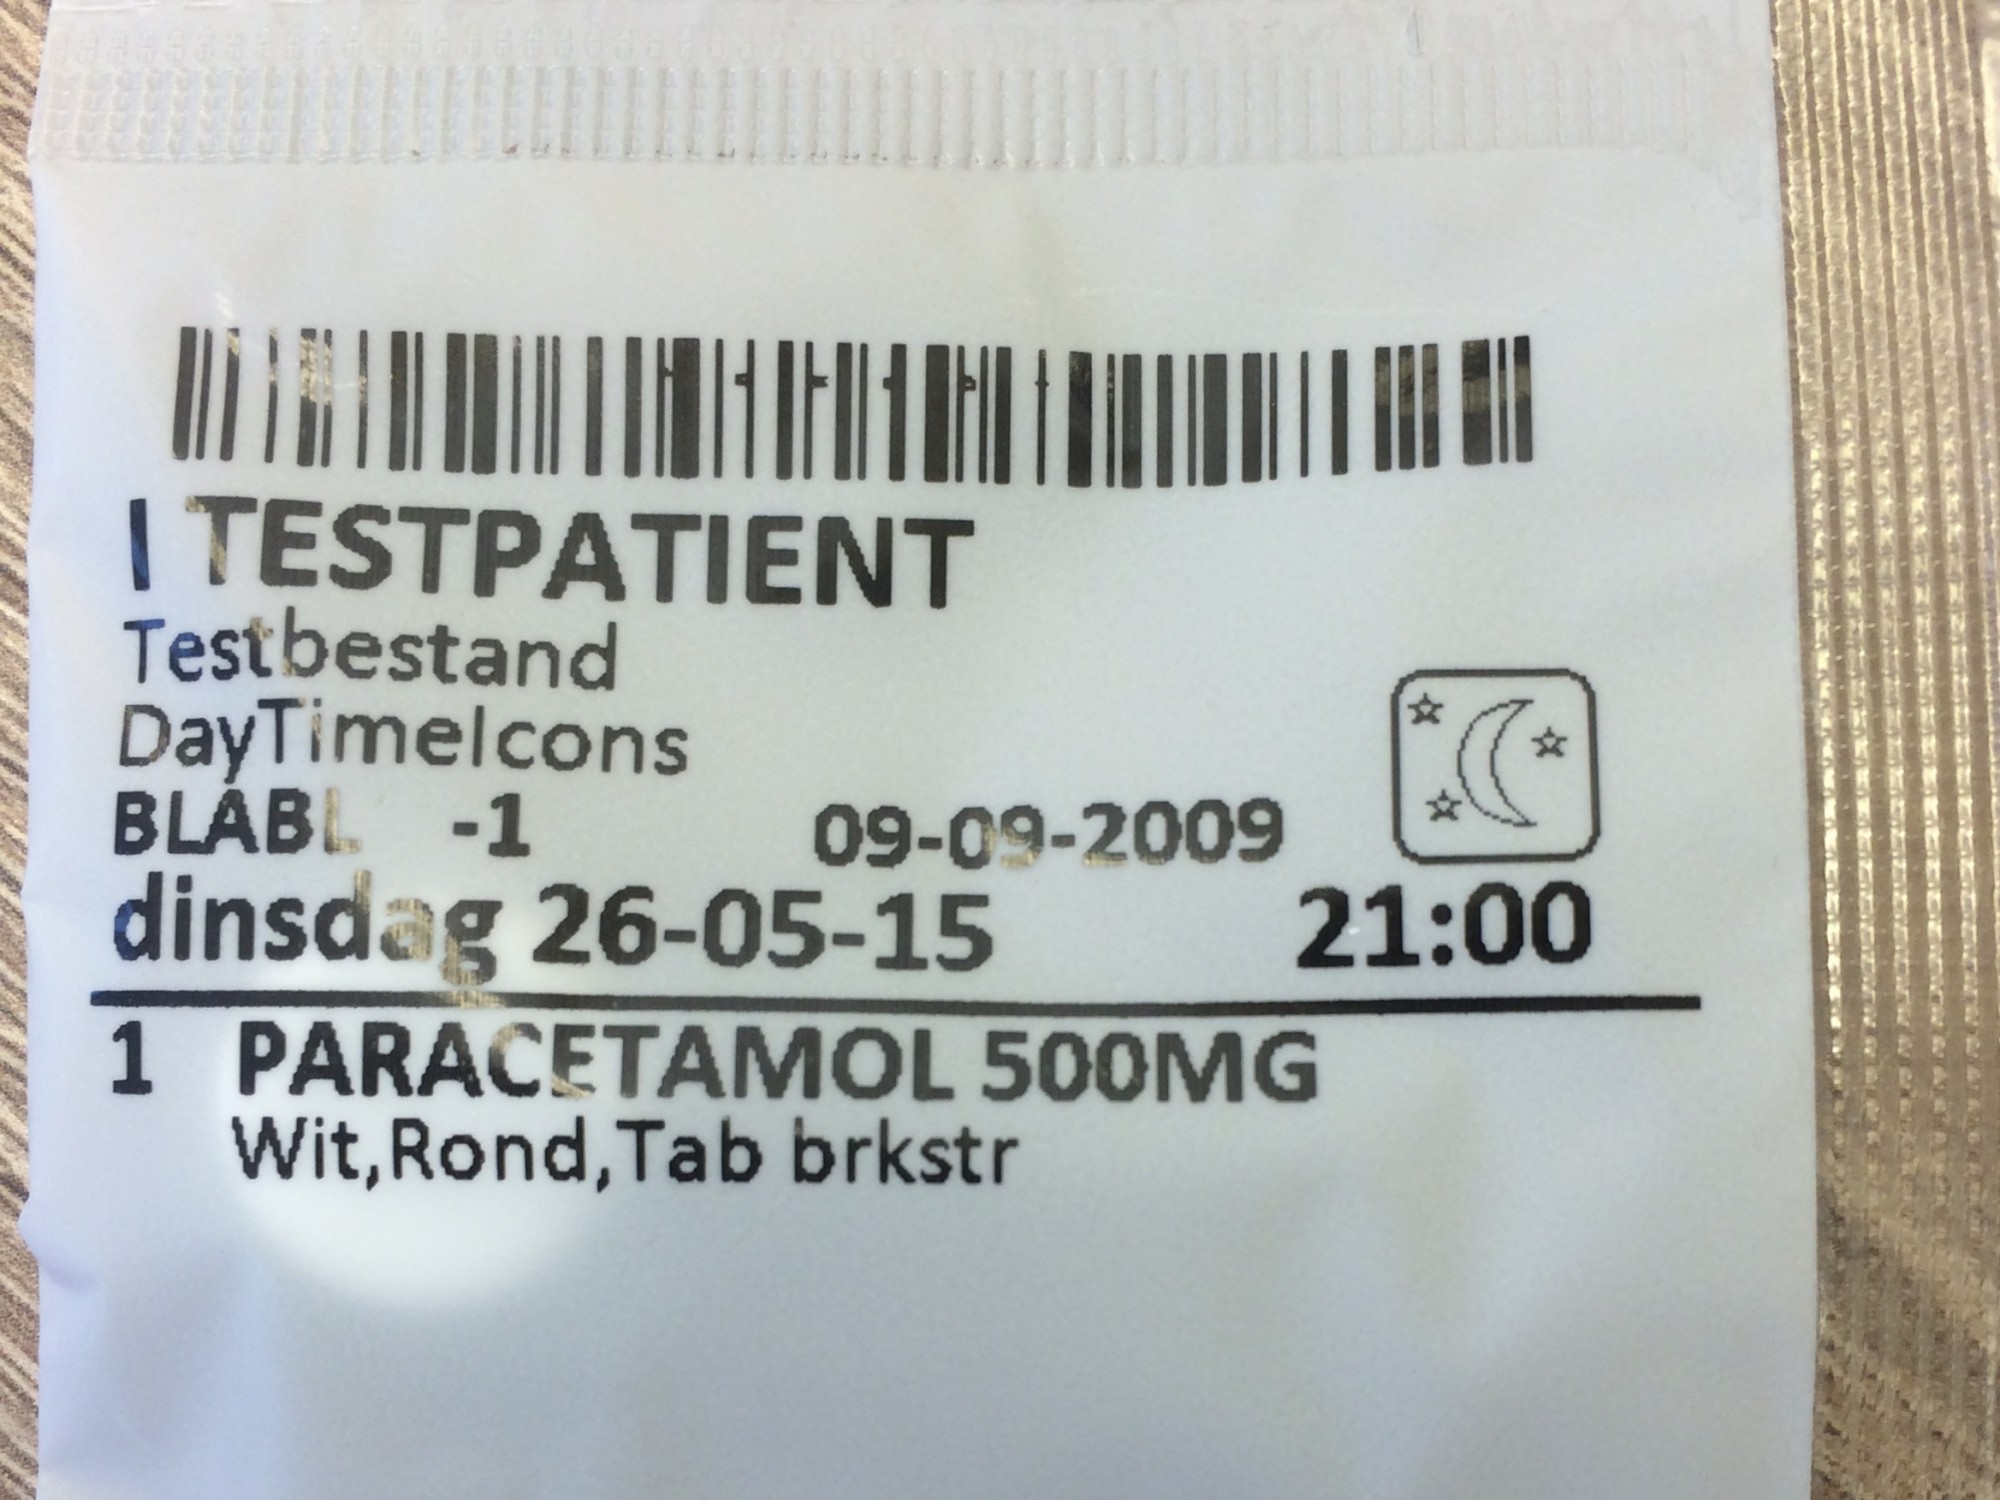 I TESTPATIENT
Testbestand
DayTimeIcons
BLABL -1 09-09-2009
dinsdag 26-05-15 21:00
1 PARACETAMOL 500MG
Wit,Rond,Tab brkstr